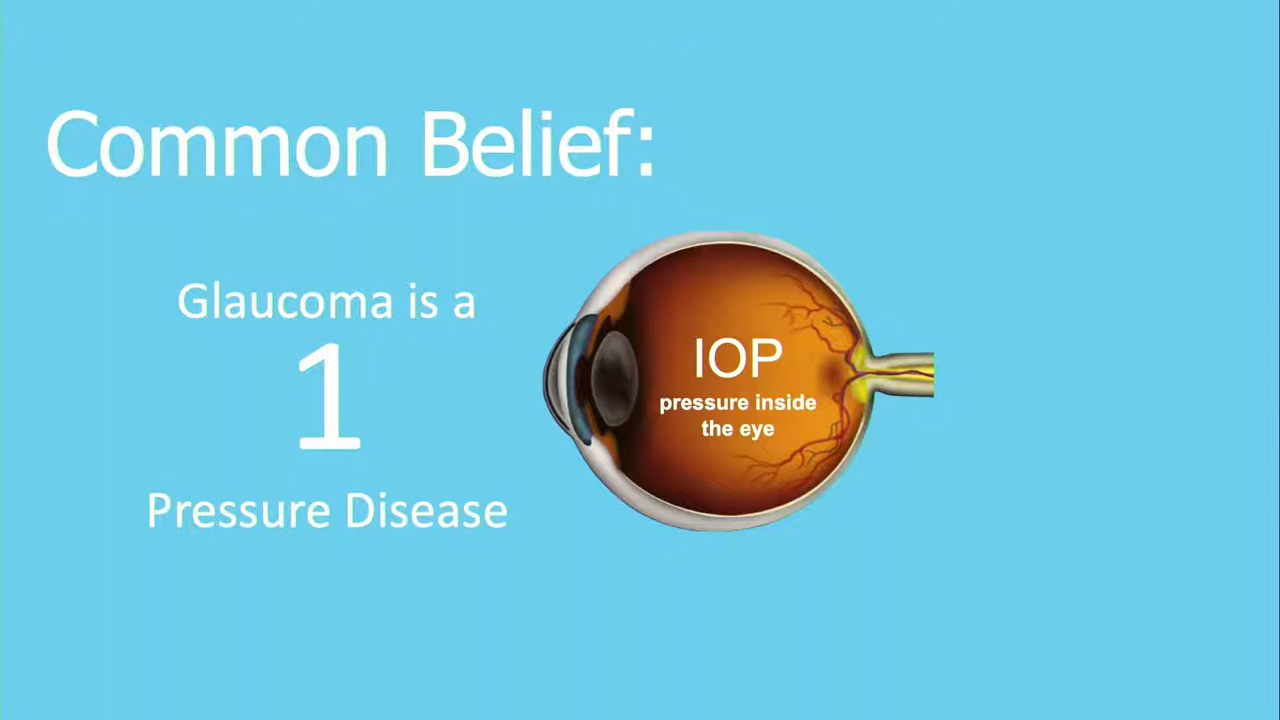 Common Belief:
Glaucoma is a
1
Pressure Disease
IOP
pressure inside
the eye